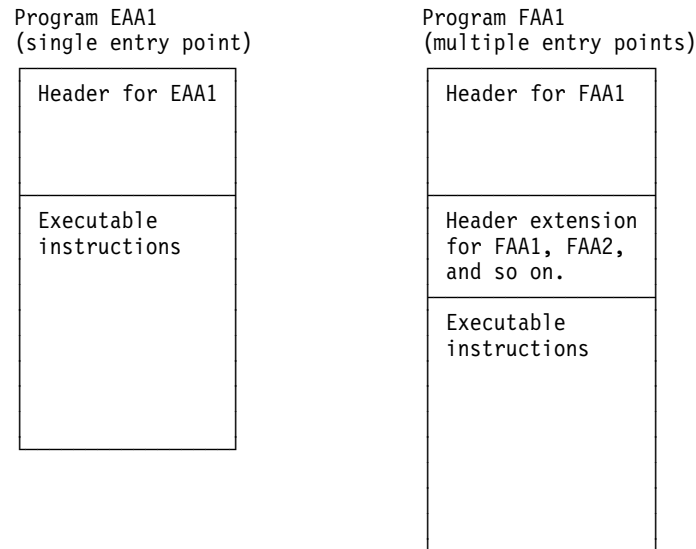 Program EAA1
(single entry point)
Header for EAA1
Executable
instructions
Program FAA1
(multiple entry points)
Header for FAA1
Header extension
for FAA1, FAA2,
and so on.
Executable
instructions